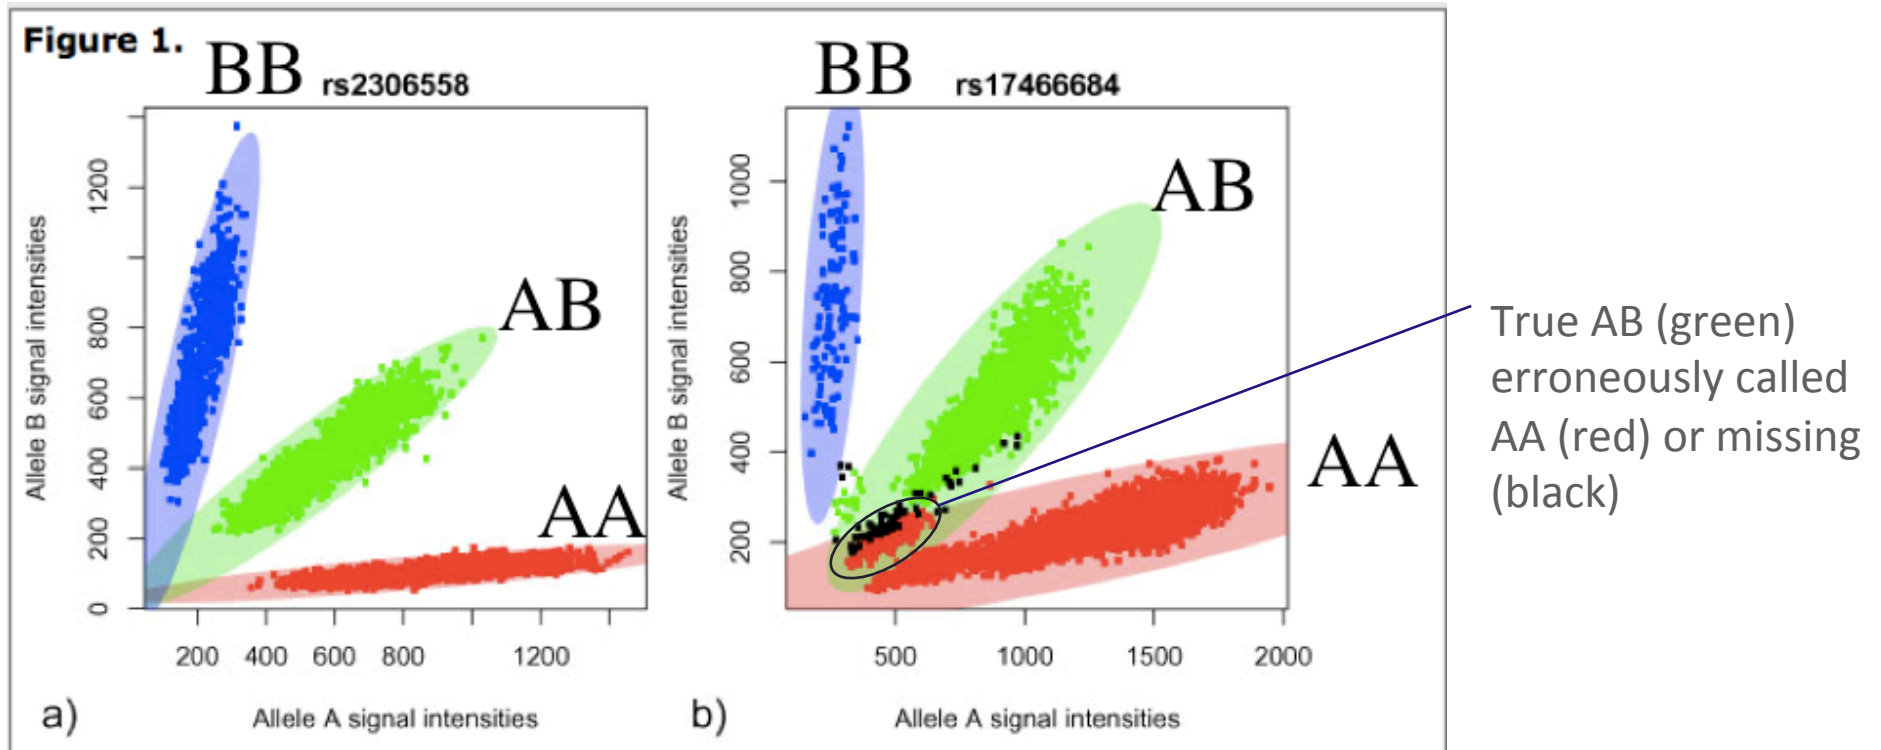 Figure 1.
BB rs2306558
AB
AA
Allele B signal intensities
0 200 400 600 800 1200
200 400 600 800 1200
a) Allele A signal intensities
BB rs17466684
AB
AA
Allele B signal intensities
200 400 600 800 1000
500 1000 1500 2000
b) Allele A signal intensities
True AB (green)
erroneously called
AA (red) or missing
(black)